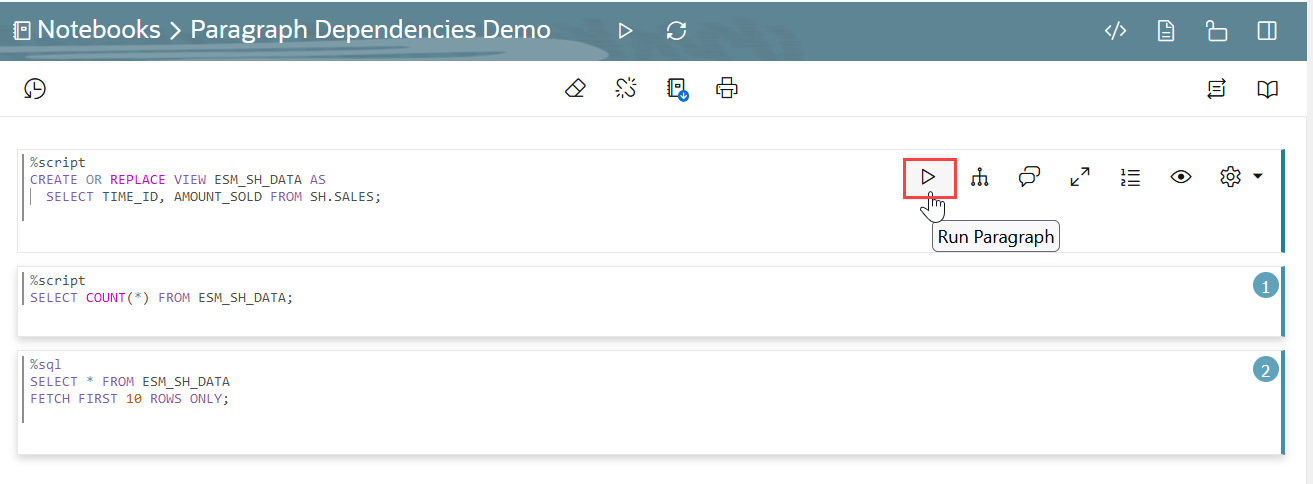 Notebooks > Paragraph Dependencies Demo
%script
CREATE OR REPLACE VIEW ESM_SH_DATA AS
SELECT TIME_ID, AMOUNT_SOLD FROM SH.SALES;
Run Paragraph
%script
SELECT COUNT(*) FROM ESM_SH_DATA;
1
%sql
SELECT * FROM ESM_SH_DATA
FETCH FIRST 10 ROWS ONLY;
2